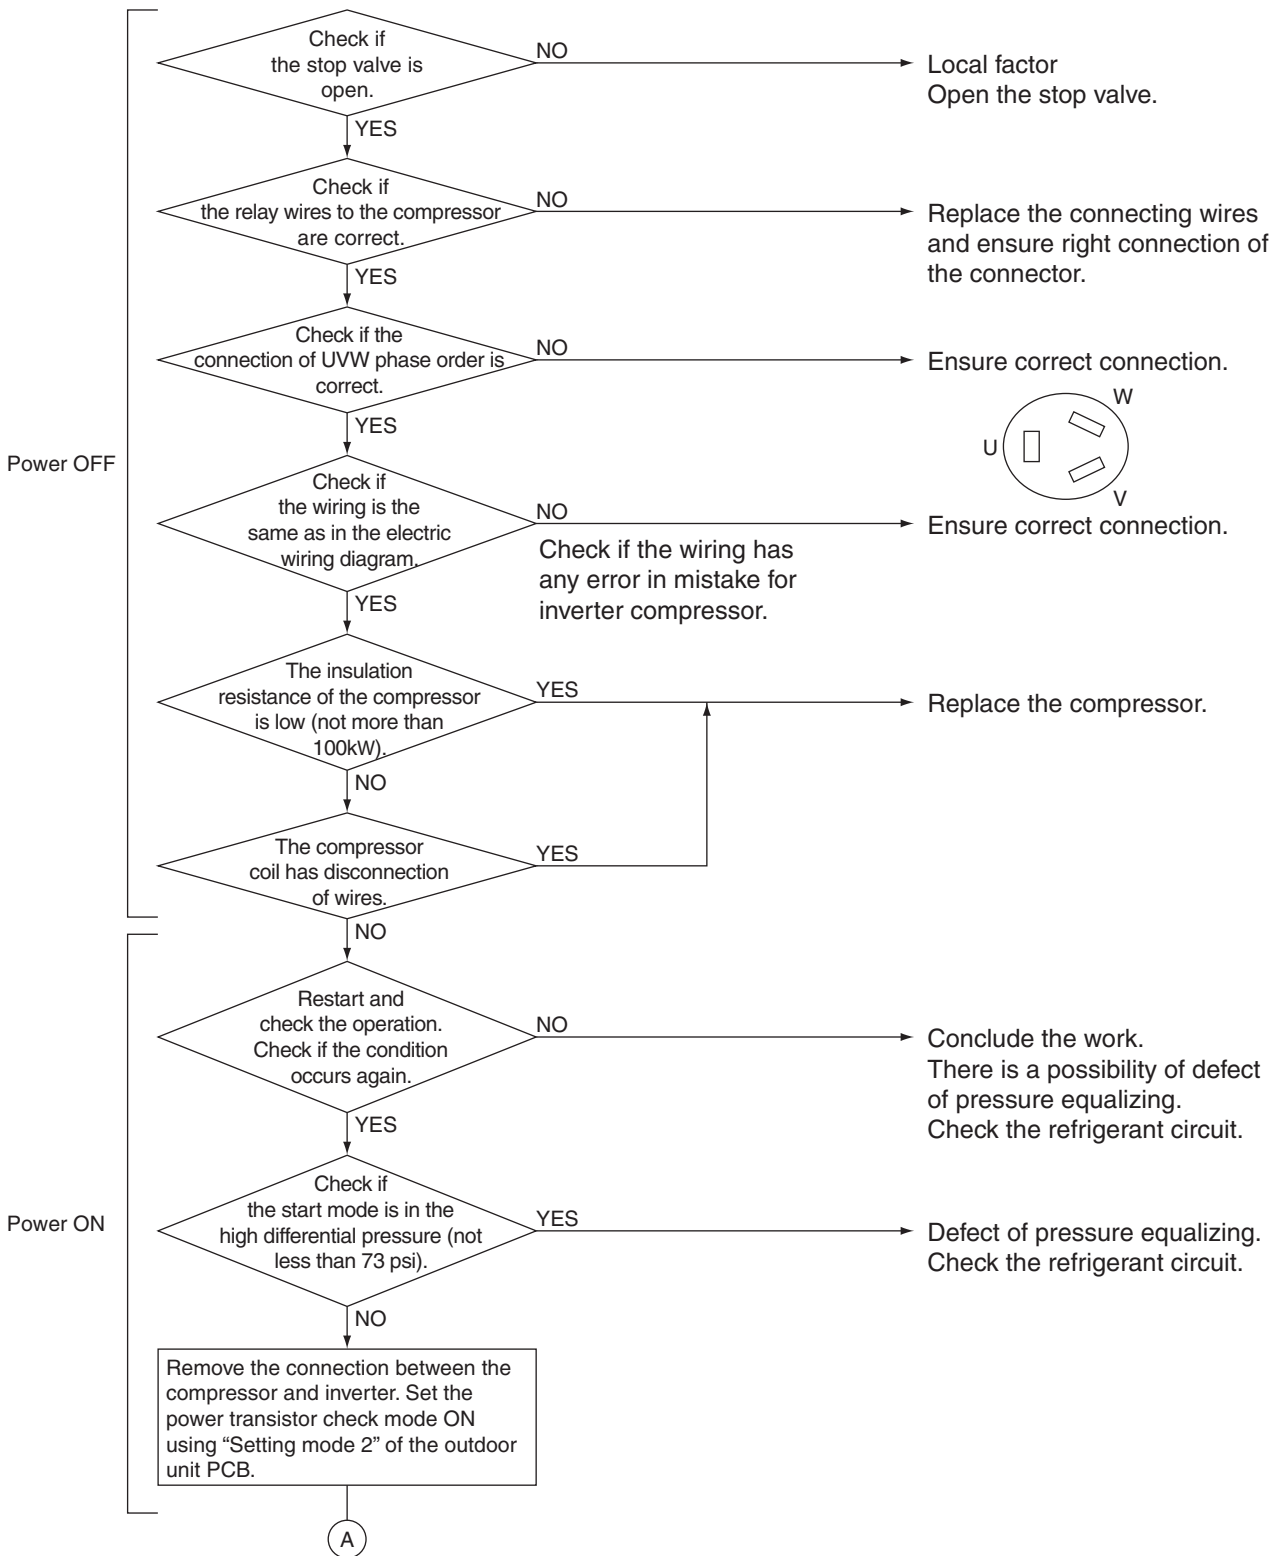 Check if
the stop valve is
open.
NO
Local factor
Open the stop valve.
YES
Check if
the relay wires to the compressor
are correct.
NO
Replace the connecting wires
and ensure right connection of
the connector.
YES
Check if the
connection of UVW phase order is
correct.
NO
Ensure correct connection.
W
U
V
YES
Power OFF
Check if
the wiring is the
same as in the electric
wiring diagram.
NO
Check if the wiring has
any error in mistake for
inverter compressor.
Ensure correct connection.
YES
The insulation
resistance of the compressor
is low (not more than
100kW).
YES
Replace the compressor.
NO
The compressor
coil has disconnection
of wires.
YES
NO
Restart and
check the operation.
Check if the condition
occurs again.
NO
Conclude the work.
There is a possibility of defect
of pressure equalizing.
Check the refrigerant circuit.
YES
Power ON
Check if
the start mode is in the
high differential pressure (not
less than 73 psi).
YES
Defect of pressure equalizing.
Check the refrigerant circuit.
NO
Remove the connection between the
compressor and inverter. Set the
power transistor check mode ON
using “Setting mode 2” of the outdoor
unit PCB.
A